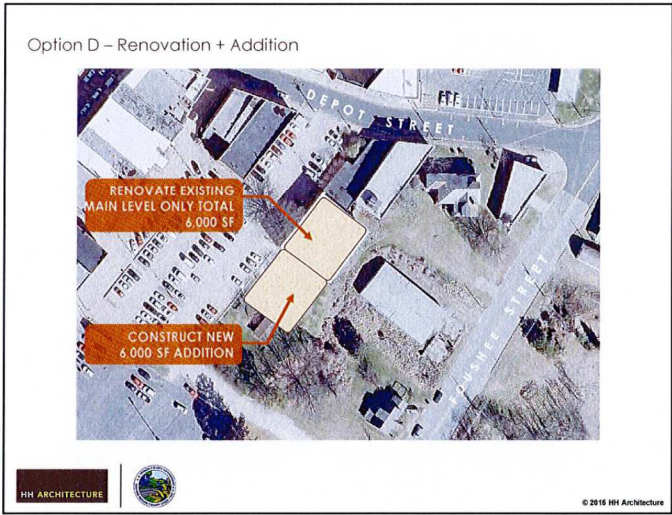 Option D – Renovation + Addition
DEPOT STREET
RENOVATE EXISTING
MAIN LEVEL ONLY TOTAL
6,000 SF
CONSTRUCT NEW
6,000 SF ADDITION
FOUSHEE STREET
HH ARCHITECTURE
© 2015 HH Architecture